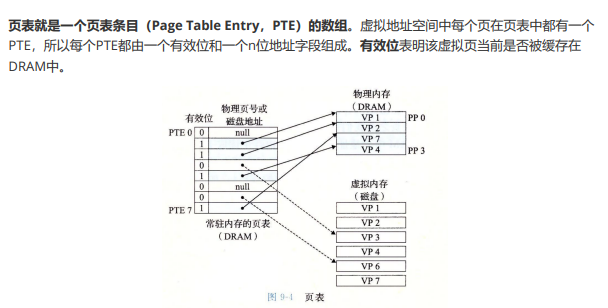 页表就是一个页表条目（Page Table Entry，PTE）的数组。虚拟地址空间中每个页在页表中都有一个
PTE，所以每个PTE都由一个有效位和一个n位地址字段组成。有效位表明该虚拟页当前是否被缓存在
DRAM中。
物理页号或
有效位 磁盘地址
PTE 0 0 null
1
1
0
1
0 null
0
PTE 7 1
常驻内存的页表
（DRAM）
物理内存
（DRAM）
VP 1 PP 0
VP 2
VP 7
VP 4 PP 3
虚拟内存
（磁盘）
VP 1
VP 2
VP 3
VP 4
VP 6
VP 7
图 9-4 页表